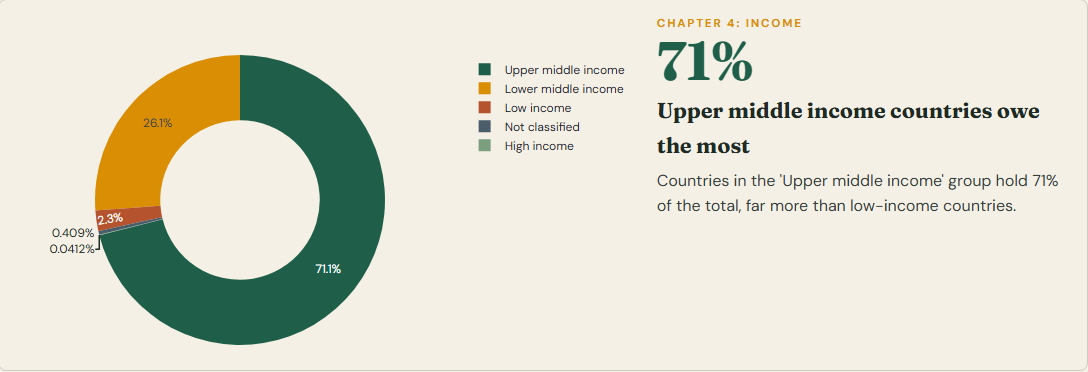 26.1%
2.3%
0.409%
0.0412%
71.1%
Upper middle income
Lower middle income
Low income
Not classified
High income
CHAPTER 4: INCOME
71%
Upper middle income countries owe
the most
Countries in the 'Upper middle income' group hold 71%
of the total, far more than low-income countries.